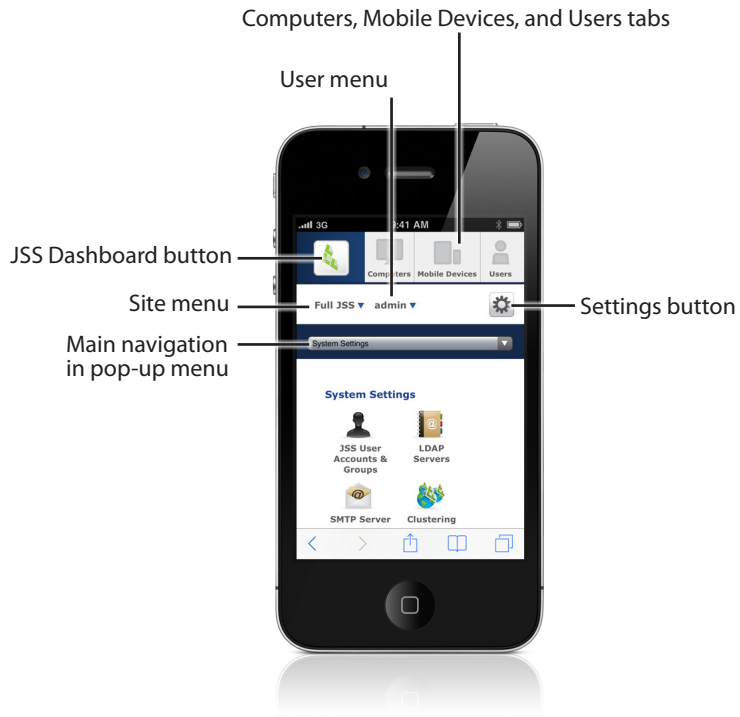 Computers, Mobile Devices, and Users tabs
User menu
3G
9:41 AM
JSS Dashboard button
Computers
Mobile Devices
Users
Site menu
Full JSS
admin
Settings button
Main navigation
in pop-up menu
System Settings
System Settings
JSS User
Accounts &
Groups
LDAP
Servers
SMTP Server
Clustering